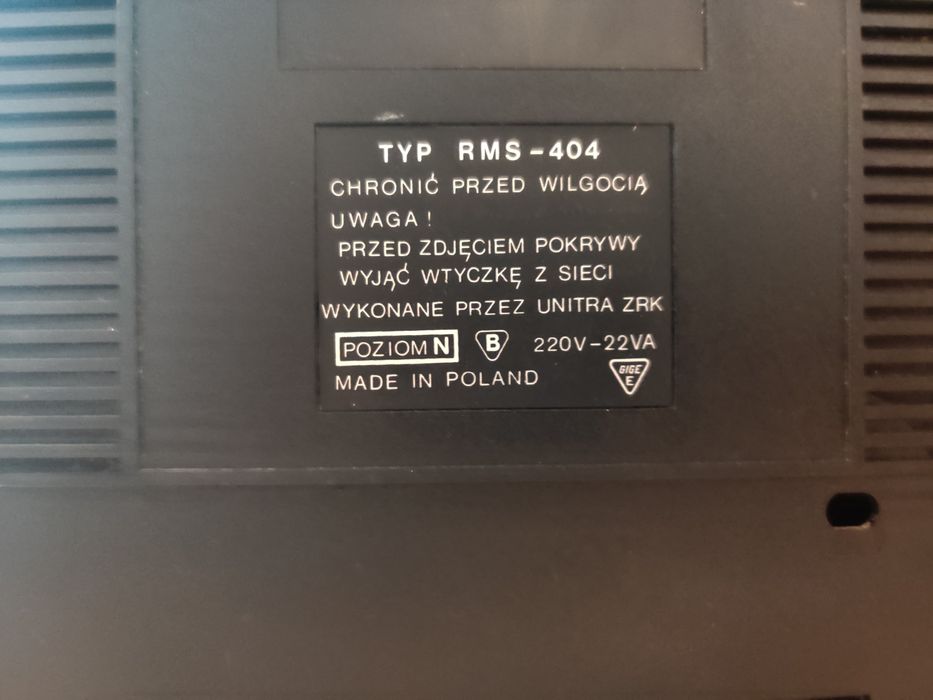 TYP RMS-404
CHRONIĆ PRZED WILGOCIĄ
UWAGA!
PRZED ZDJĘCIEM POKRYWY
WYJĄĆ WTYCZKĘ Z SIECI
WYKONANE PRZEZ UNITRA ZRK
POZIOM N B 220V-22VA
MADE IN POLAND GIGE E